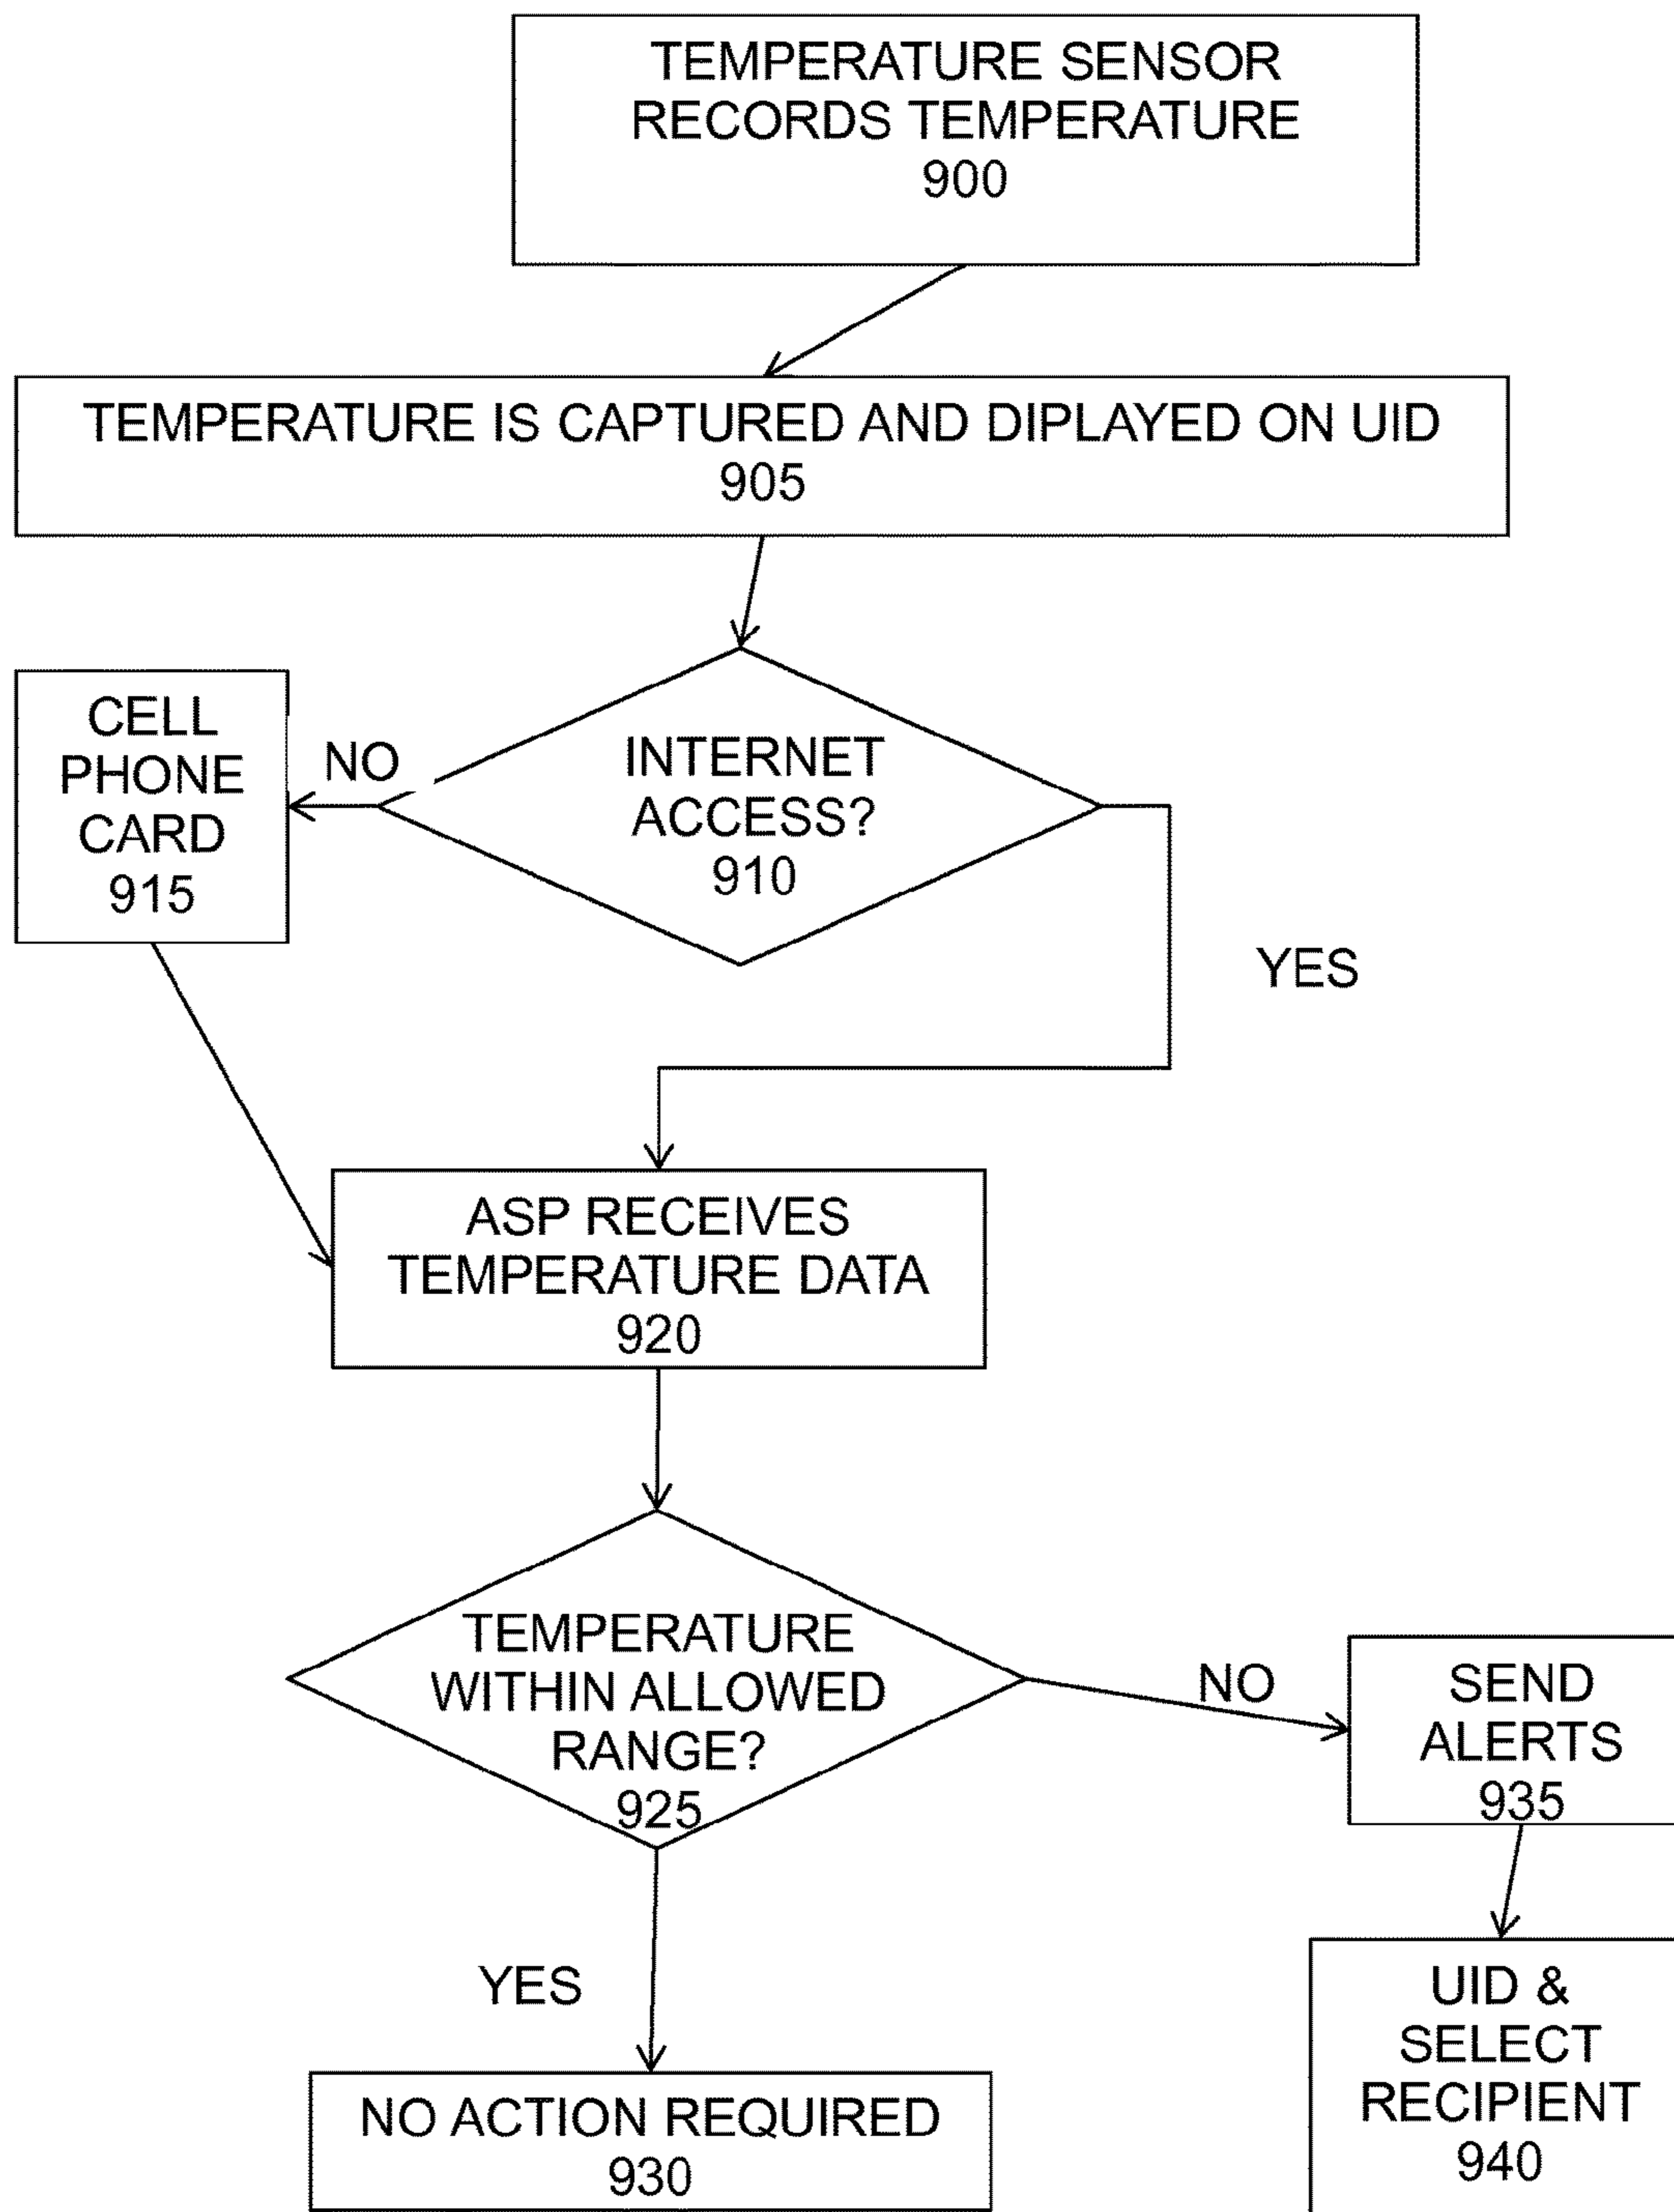 TEMPERATURE SENSOR
RECORDS TEMPERATURE
900
TEMPERATURE IS CAPTURED AND DIPLAYED ON UID
905
CELL
PHONE
CARD
915
NO
INTERNET
ACCESS?
910
YES
ASP RECEIVES
TEMPERATURE DATA
920
TEMPERATURE
WITHIN ALLOWED
RANGE?
925
NO
SEND
ALERTS
935
YES
NO ACTION REQUIRED
930
UID &
SELECT
RECIPIENT
940